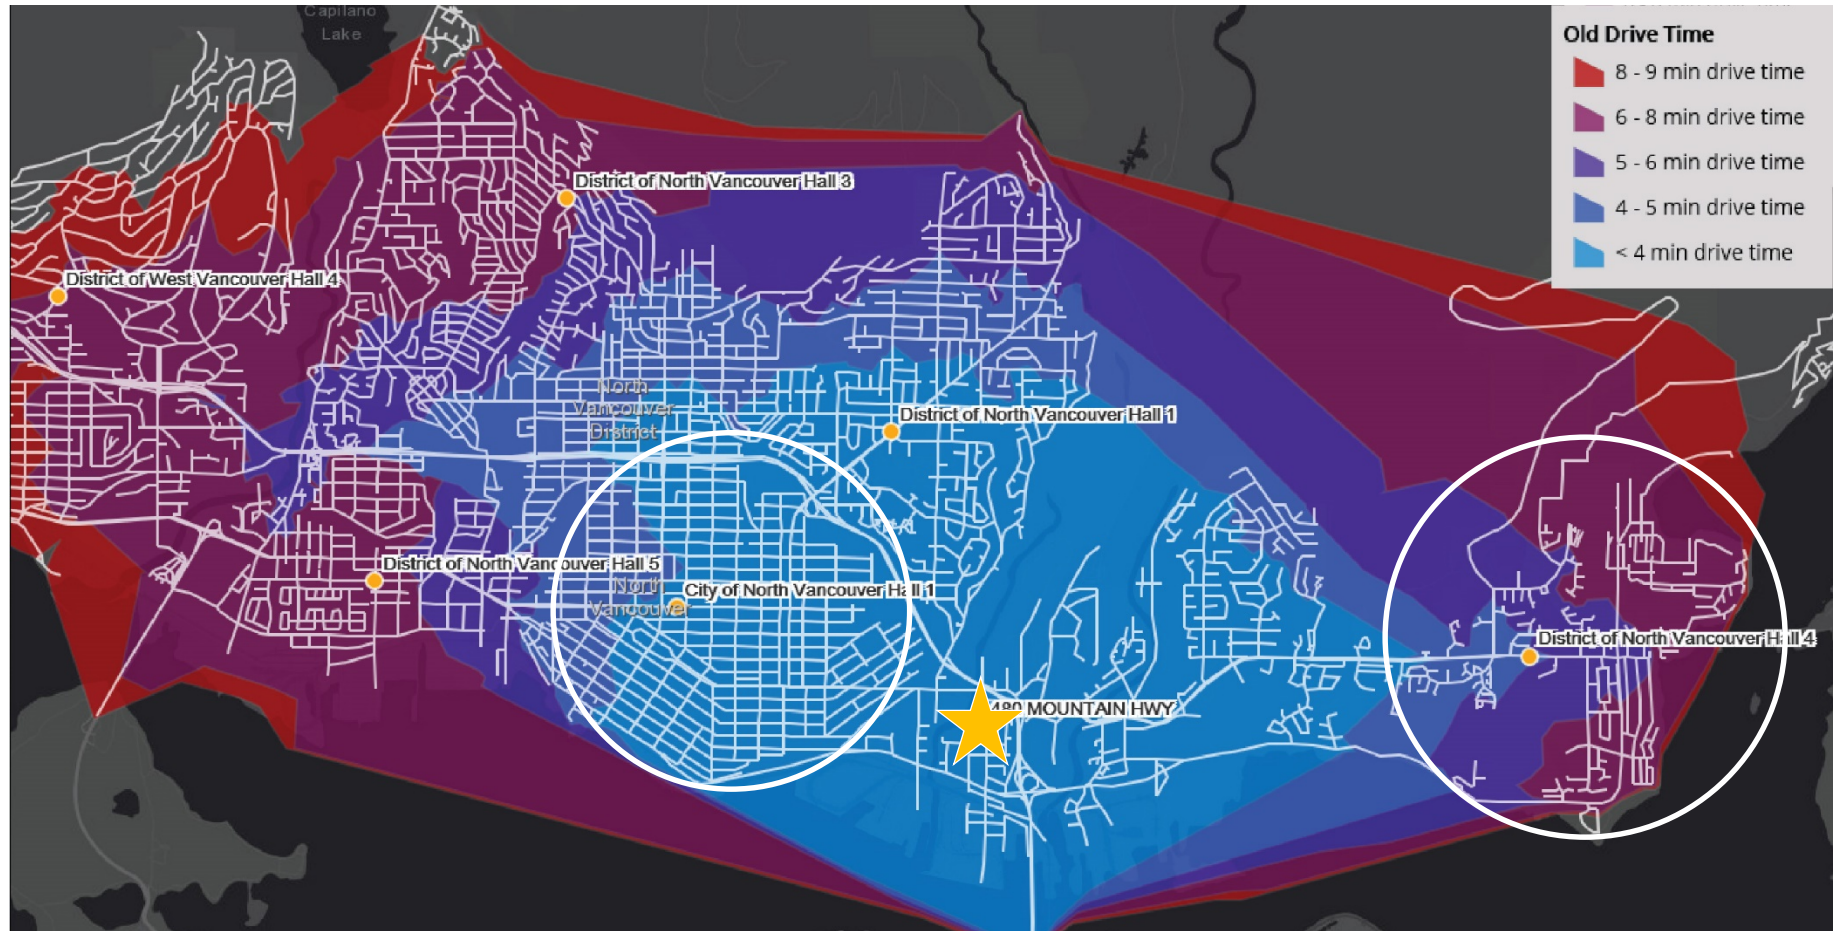 Capilano
Lake
Old Drive Time
8 - 9 min drive time
6 - 8 min drive time
5 - 6 min drive time
4 - 5 min drive time
< 4 min drive time
District of North Vancouver Hall 3
District of West Vancouver Hall 4
North
Vancouver
District
District of North Vancouver Hall 1
District of North Vancouver Hall 5
North
Vancouver
City of North Vancouver Hall 1
District of North Vancouver Hall 4
480 MOUNTAIN HWY